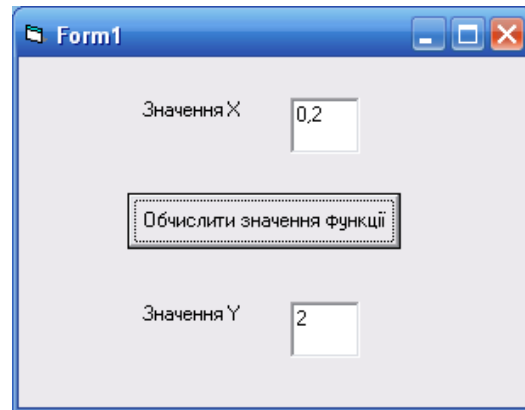 Form1
Значення X
0,2
Обчислити значення функції
Значення Y
2